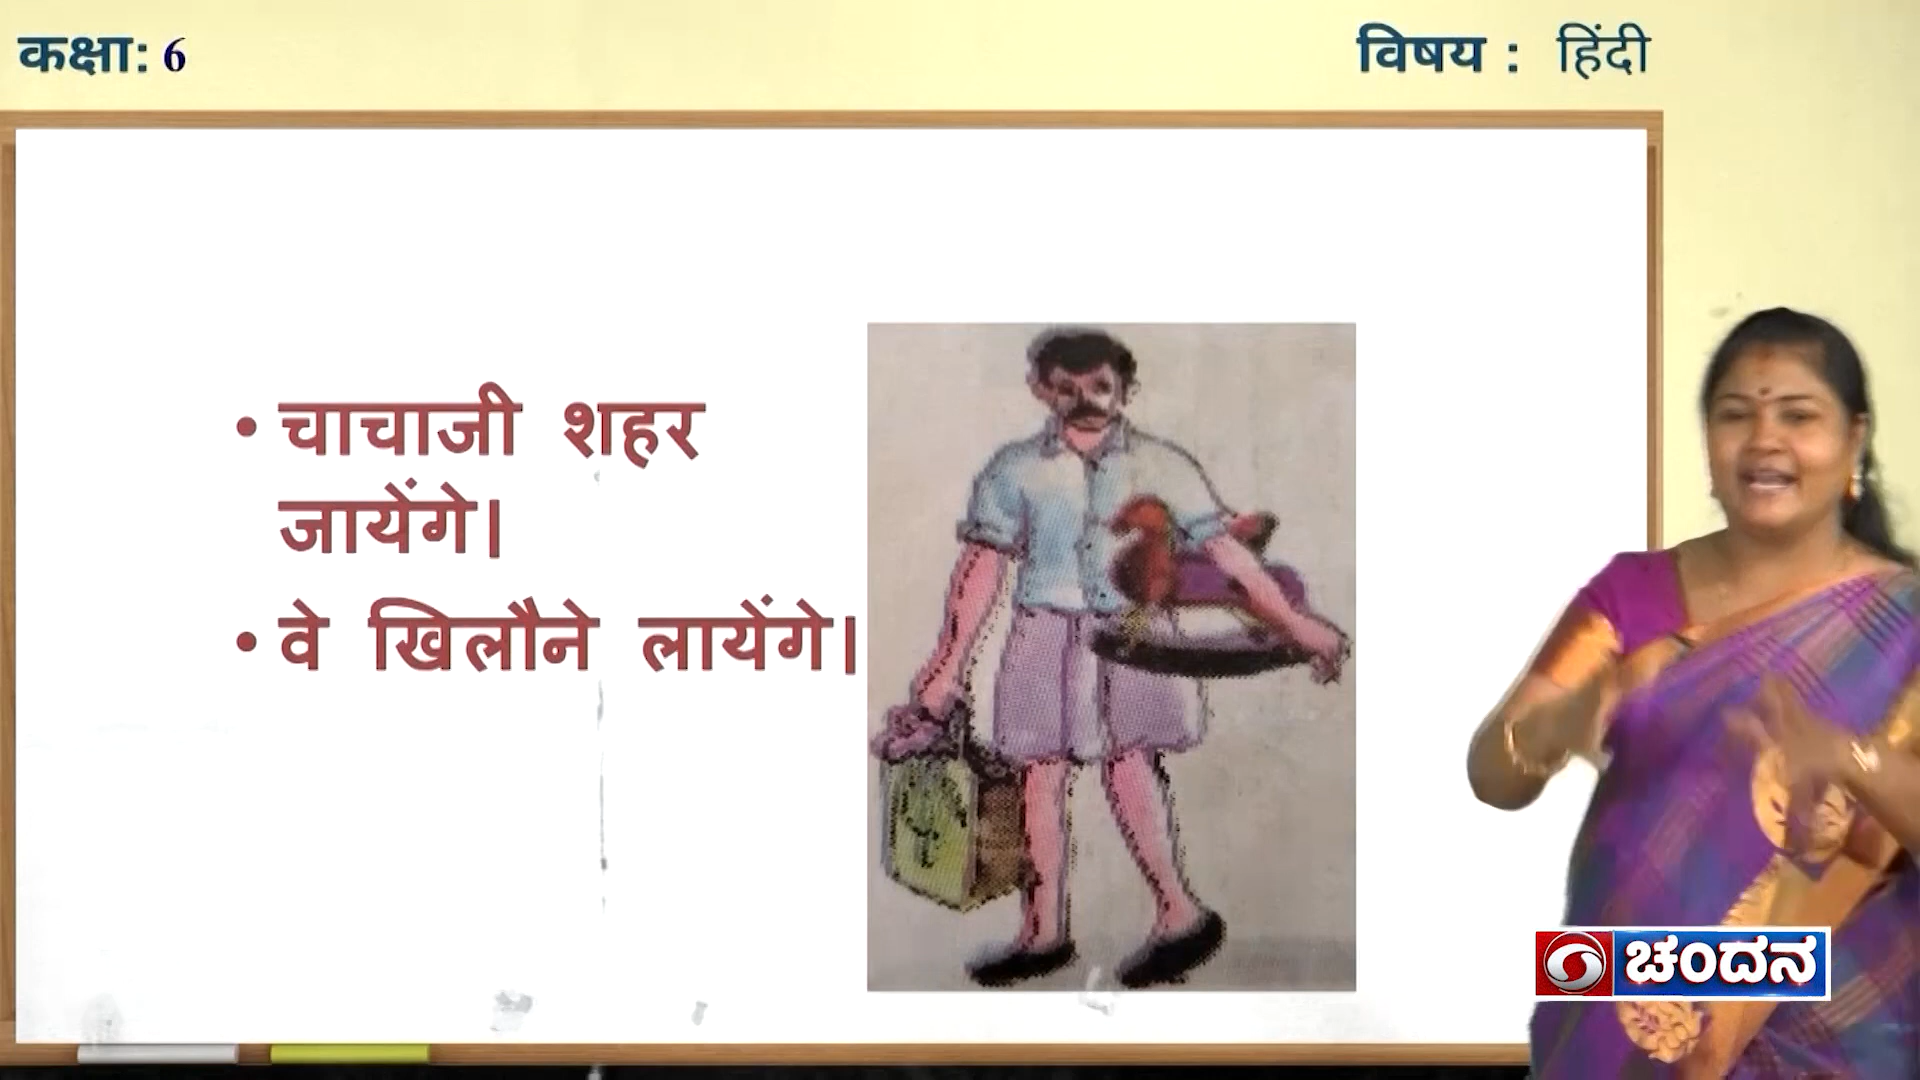 कक्षा: 6
विषय : हिंदी
• चाचाजी शहर
जायेंगे।
• वे खिलौने लायेंगे।
ಚಂದನ